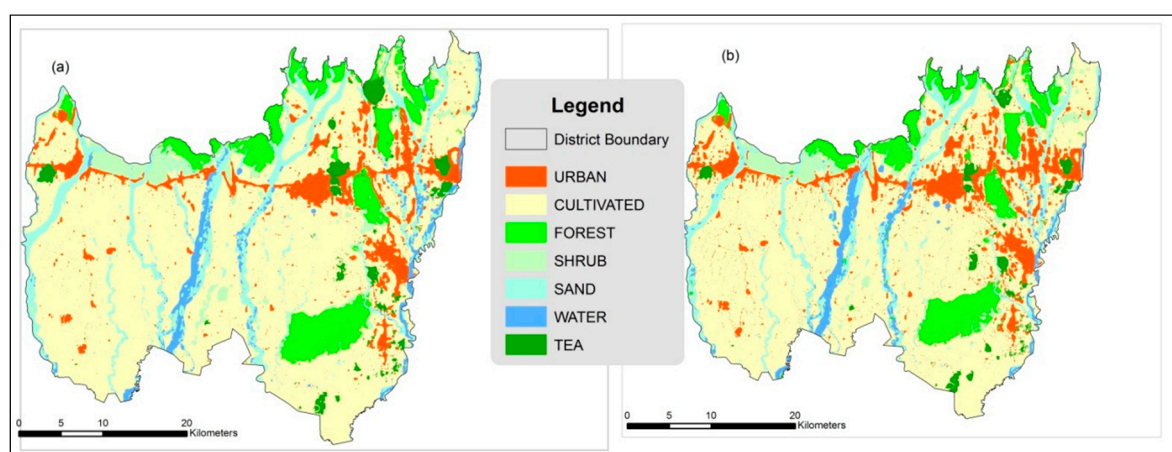 (a)
Legend
District Boundary
URBAN
CULTIVATED
FOREST
SHRUB
SAND
WATER
TEA
0 5 10 20
Kilometers
(b)
0 5 10 20
Kilometers